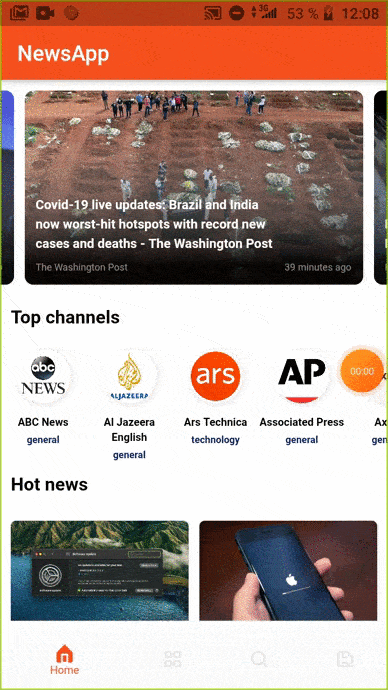 3G
53 %
12:08
NewsApp
Covid-19 live updates: Brazil and India
now worst-hit hotspots with record new
cases and deaths - The Washington Post
The Washington Post
39 minutes ago
Top channels
abc
NEWS
ALJAZEERA
ars
AP
00:00
ABC News
Al Jazeera
English
Ars Technica
Associated Press
Ax
general
general
technology
general
gen
Hot news
Home